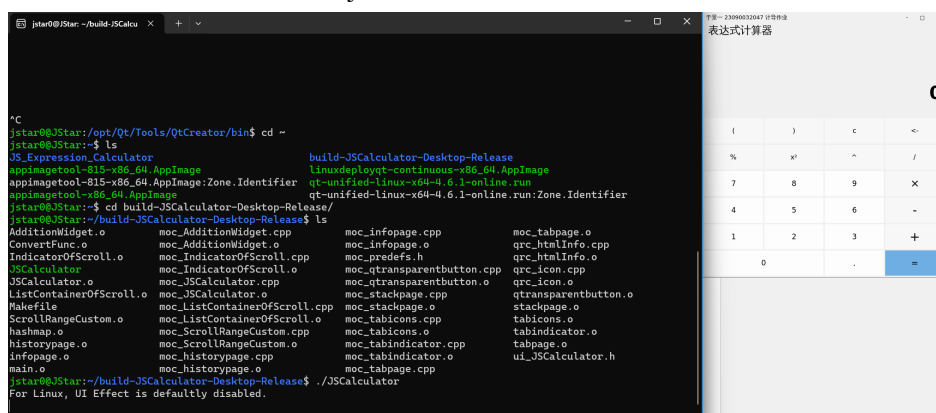 jstar0@JStar: ~/build-JSCalcu × + ⌄ − □ ×
^C
jstar0@JStar:/opt/Qt/Tools/QtCreator/bin$ cd ~
jstar0@JStar:~$ ls
JS_Expression_Calculator build-JSCalculator-Desktop-Release
appimagetool-815-x86_64.AppImage linuxdeployqt-continuous-x86_64.AppImage
appimagetool-815-x86_64.AppImage:Zone.Identifier qt-unified-linux-x64-4.6.1-online.run
appimagetool-x86_64.AppImage qt-unified-linux-x64-4.6.1-online.run:Zone.Identifier
jstar0@JStar:~$ cd build-JSCalculator-Desktop-Release/
jstar0@JStar:~/build-JSCalculator-Desktop-Release$ ls
AdditionWidget.o moc_AdditionWidget.cpp moc_infopage.cpp moc_tabpage.o
ConvertFunc.o moc_AdditionWidget.o moc_infopage.o qrc_htmlInfo.cpp
IndicatorOfScroll.o moc_IndicatorOfScroll.cpp moc_predefs.h qrc_htmlInfo.o
JSCalculator moc_IndicatorOfScroll.o moc_qtransparentbutton.cpp qrc_icon.cpp
JSCalculator.o moc_JSCalculator.cpp moc_qtransparentbutton.o qrc_icon.o
ListContainerOfScroll.o moc_JSCalculator.o moc_stackpage.cpp qtransparentbutton.o
Makefile moc_ListContainerOfScroll.cpp moc_stackpage.o stackpage.o
ScrollRangeCustom.o moc_ListContainerOfScroll.o moc_tabicons.cpp tabicons.o
hashmap.o moc_ScrollRangeCustom.cpp moc_tabicons.o tabindicator.o
historypage.o moc_ScrollRangeCustom.o moc_tabindicator.cpp tabpage.o
infopage.o moc_historypage.cpp moc_tabindicator.o ui_JSCalculator.h
main.o moc_historypage.o moc_tabpage.cpp
jstar0@JStar:~/build-JSCalculator-Desktop-Release$ ./JSCalculator
For Linux, UI Effect is defaultly disabled.
23090032047 计导作业
表达式计算器
0
( ) c <-
% x² ^ /
7 8 9 ×
4 5 6 -
1 2 3 +
0 . =